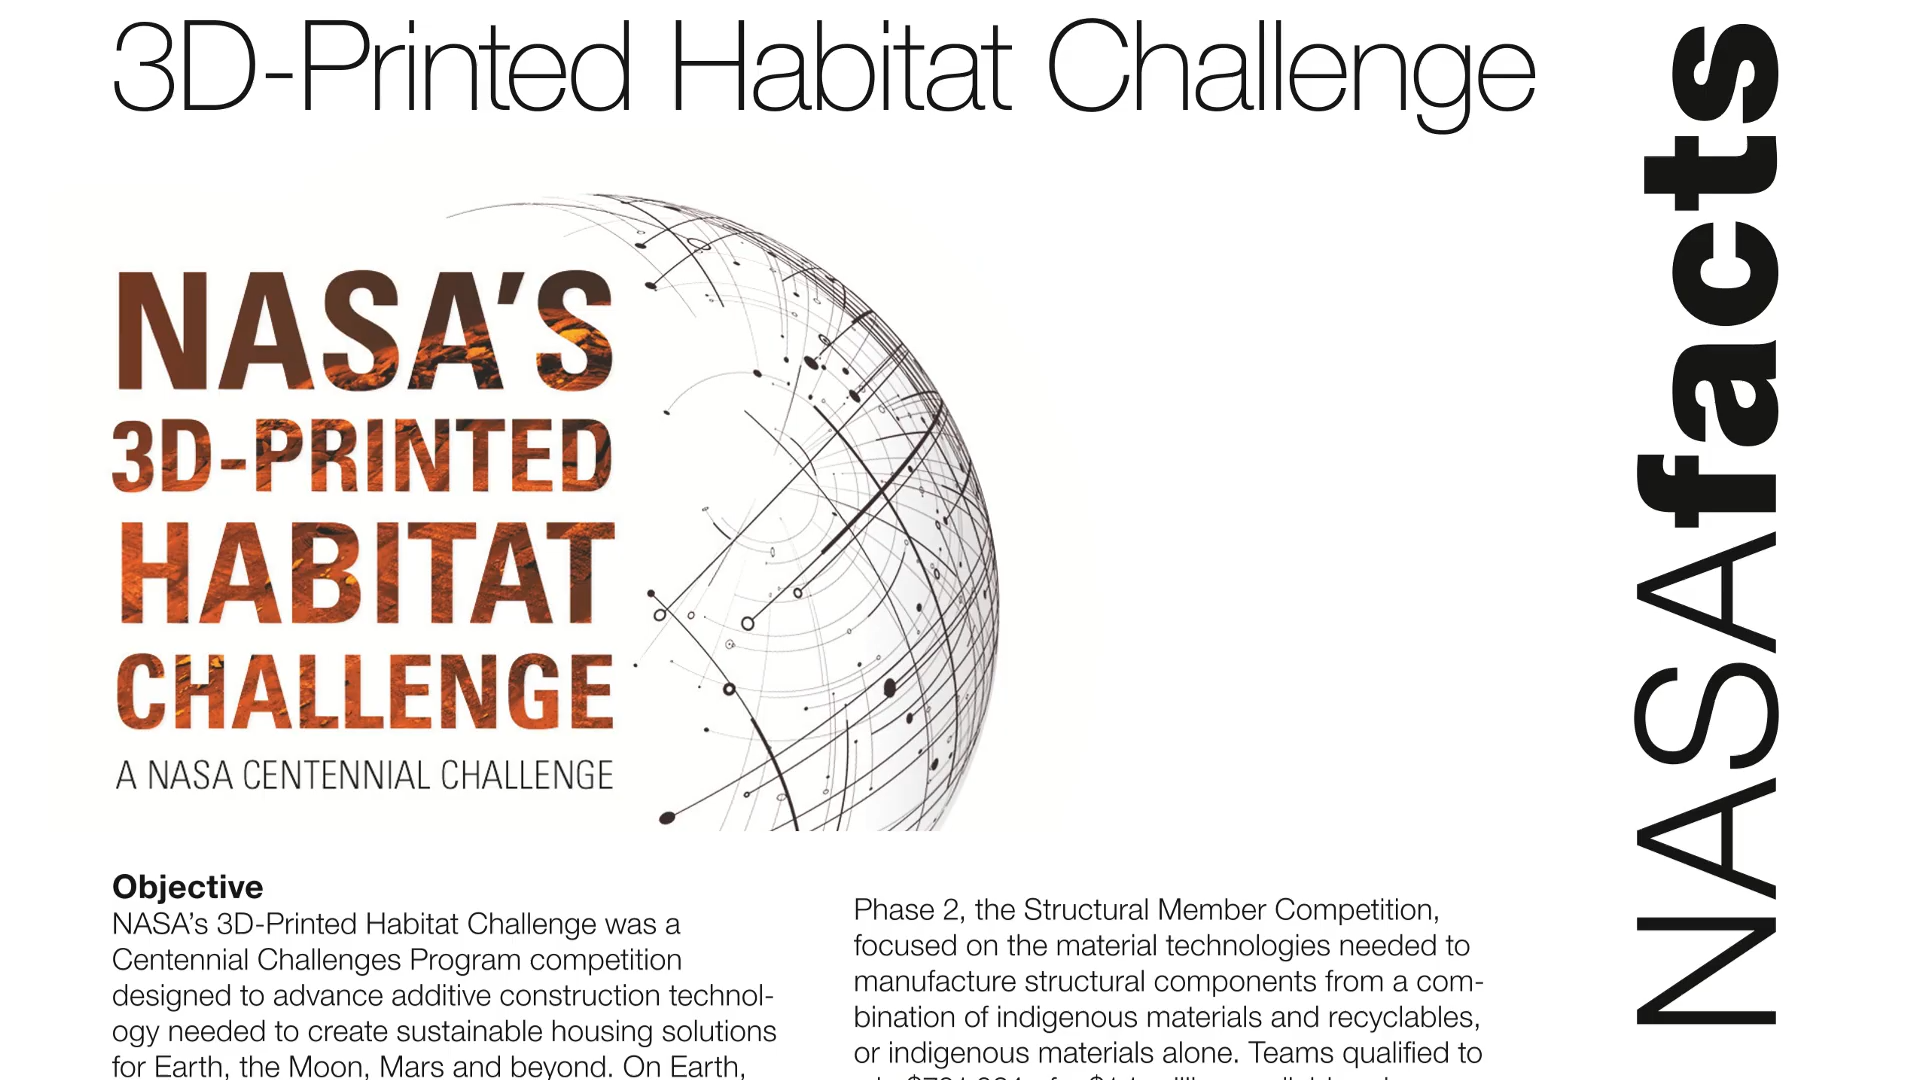 3D-Printed Habitat Challenge
NASAfacts
NASA'S
3D-PRINTED
HABITAT
CHALLENGE
A NASA CENTENNIAL CHALLENGE
Objective
NASA's 3D-Printed Habitat Challenge was a
Centennial Challenges Program competition
designed to advance additive construction technol-
ogy needed to create sustainable housing solutions
for Earth, the Moon, Mars and beyond. On Earth,
Phase 2, the Structural Member Competition,
focused on the material technologies needed to
manufacture structural components from a com-
bination of indigenous materials and recyclables,
or indigenous materials alone. Teams qualified to